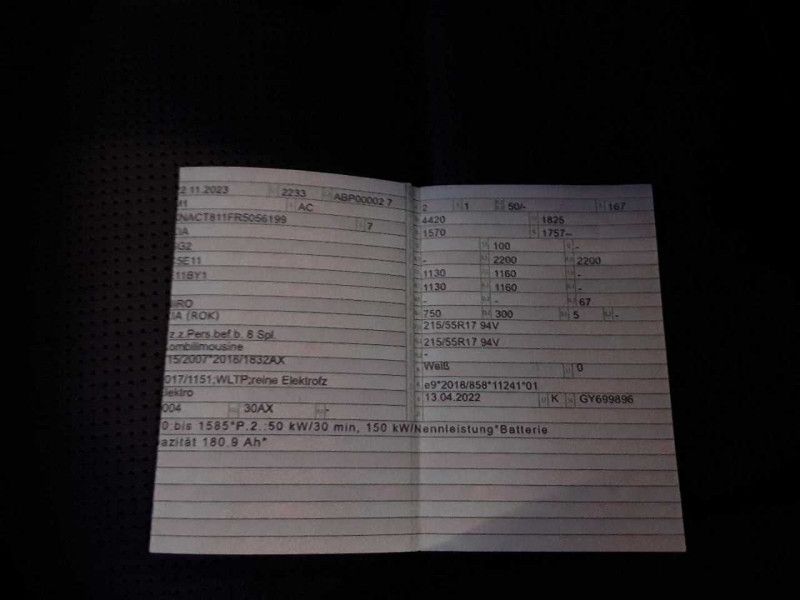 2 11.2023 2233 ABP00002 7
M1 AC
NACT811FR5056199 7
IA
SG2
SE11
E11BY1
IRO
IA (ROK)
z.z.Pers.bef.b. 8 Spl.
ombilimousine
15/2007*2018/1832AX
017/1151;WLTP;reine Elektrofz
lektro
004 30AX -
0 bis 1585*P.2.:50 kW/30 min, 150 kW/Nennleistung*Batterie
azität 180.9 Ah*
2 1 50/- 167
4420 1825
1570 1757--
100 -
- 2200 2200
1130 1160 -
1130 1160 -
- - 67
750 300 5 -
215/55R17 94V
215/55R17 94V
-
Weiß 0
e9*2018/858*11241*01
13.04.2022 K GY699896